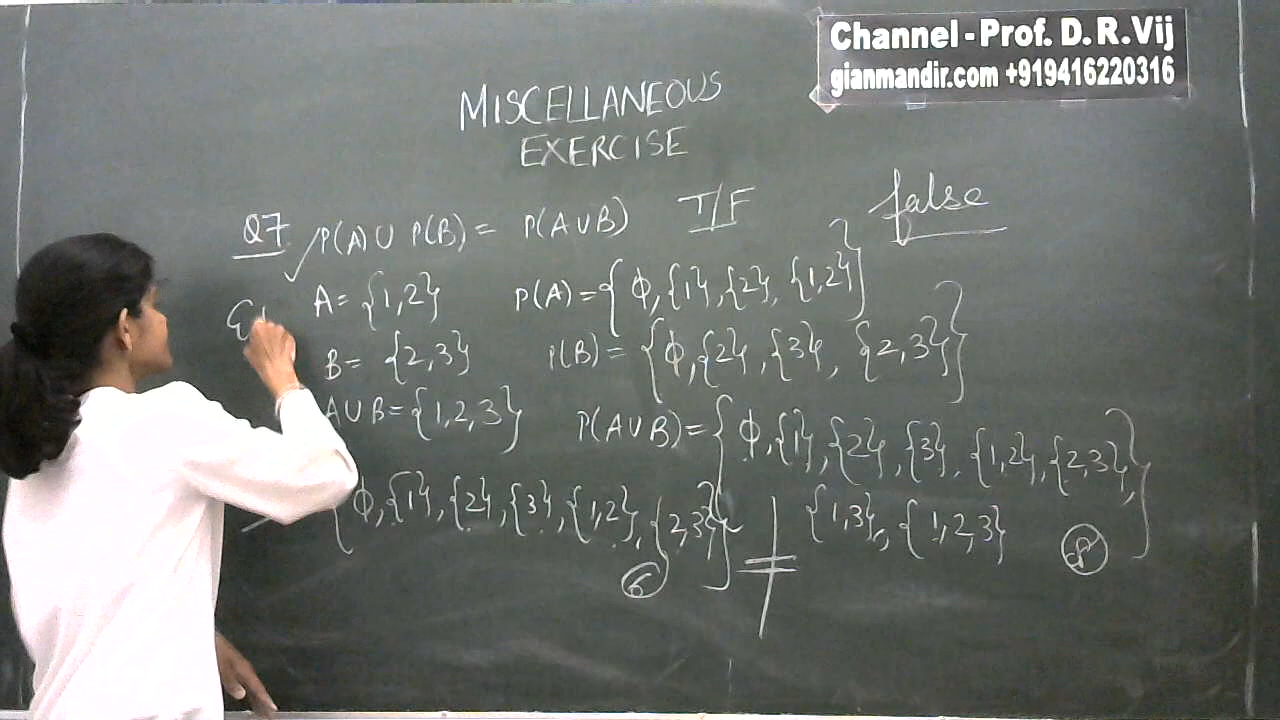 Channel - Prof. D. R. Vij
gianmandir.com +919416220316
MISCELLANEOUS
EXERCISE
Q7 P(A) ∪ P(B) = P(A∪B) T/F false
A = {1,2} P(A) = {ϕ, {1}, {2}, {1,2}}
B = {2,3} P(B) = {ϕ, {2}, {3}, {2,3}}
A∪B = {1,2,3} P(A∪B) = {ϕ, {1}, {2}, {3}, {1,2}, {2,3},
{ϕ, {1}, {2}, {3}, {1,2}, {2,3}} ≠ {1,3}, {1,2,3}} 8
6